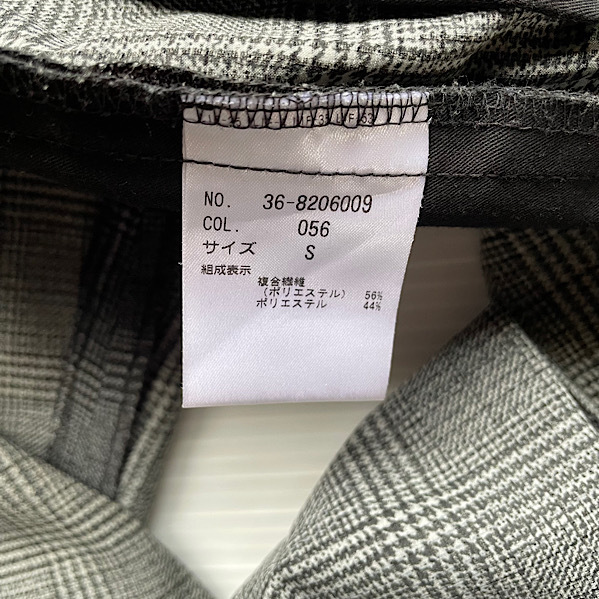 NO. 36-8206009
COL. 056
サイズ S
組成表示
複合繊維
(ポリエステル) 56%
ポリエステル 44%